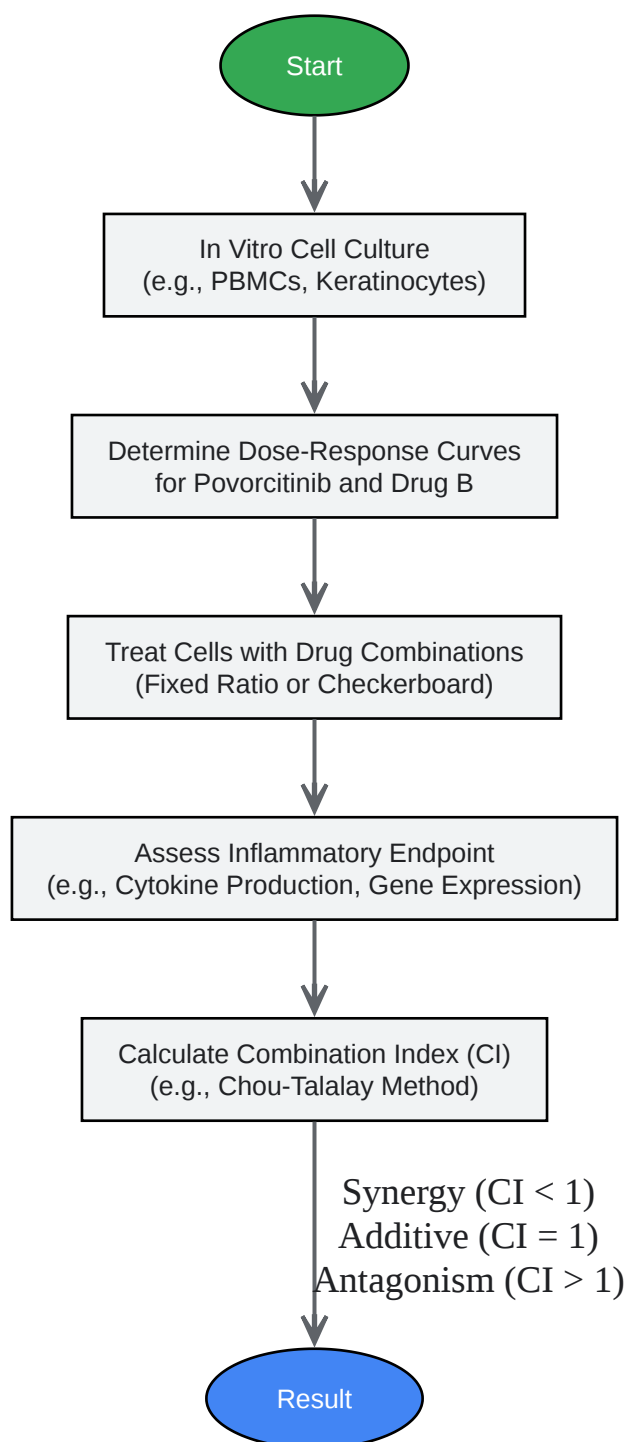 Start
In Vitro Cell Culture
(e.g., PBMCs, Keratinocytes)
Determine Dose-Response Curves
for Povorcitinib and Drug B
Treat Cells with Drug Combinations
(Fixed Ratio or Checkerboard)
Assess Inflammatory Endpoint
(e.g., Cytokine Production, Gene Expression)
Calculate Combination Index (CI)
(e.g., Chou-Talalay Method)
Synergy (CI < 1)
Additive (CI = 1)
Antagonism (CI > 1)
Result